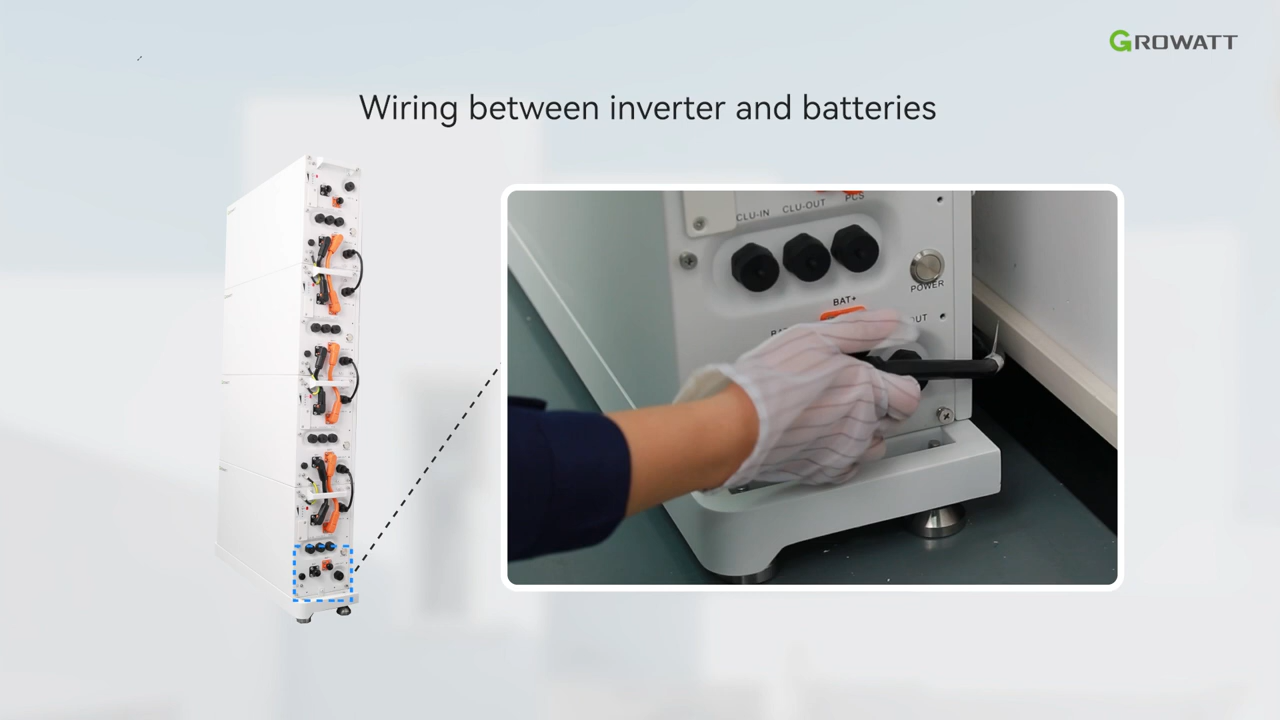 GROWATT
Wiring between inverter and batteries
CLU-IN CLU-OUT PCS
POWER
BAT+